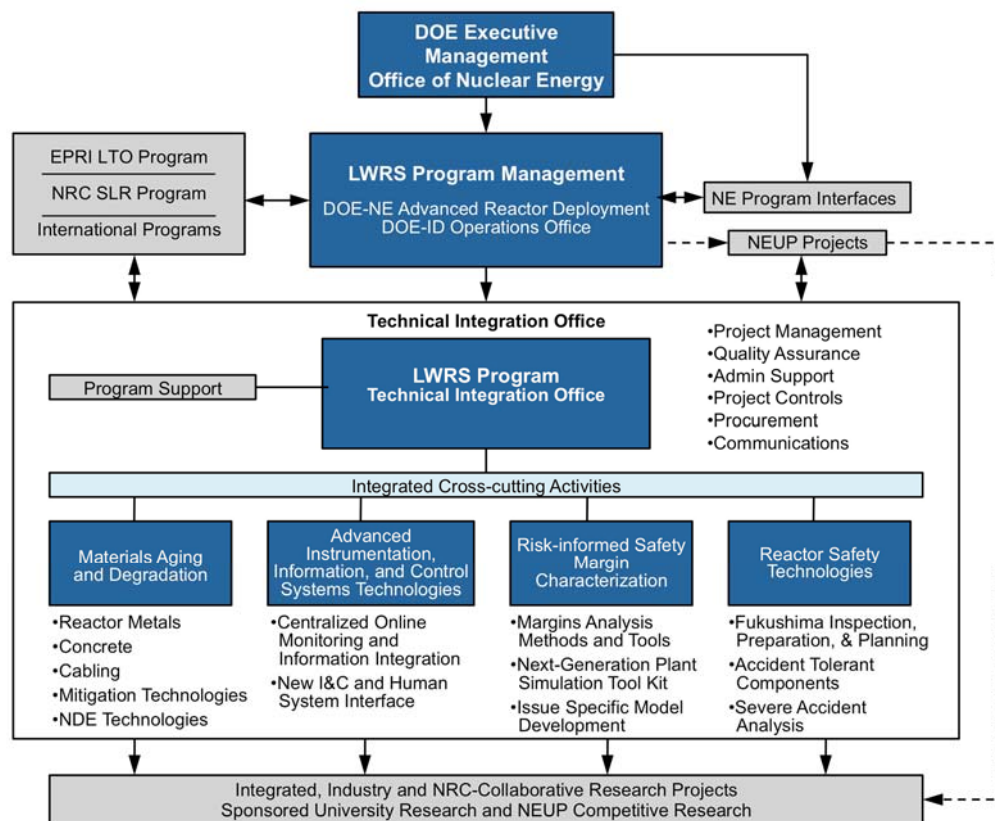 DOE Executive
Management
Office of Nuclear Energy
EPRI LTO Program
NRC SLR Program
International Programs
LWRS Program Management
DOE-NE Advanced Reactor Deployment
DOE-ID Operations Office
NE Program Interfaces
NEUP Projects
Technical Integration Office
Program Support
LWRS Program
Technical Integration Office
•Project Management
•Quality Assurance
•Admin Support
•Project Controls
•Procurement
•Communications
Integrated Cross-cutting Activities
Materials Aging
and Degradation
•Reactor Metals
•Concrete
•Cabling
•Mitigation Technologies
•NDE Technologies
Advanced
Instrumentation,
Information, and Control
Systems Technologies
•Centralized Online
Monitoring and
Information Integration
•New I&C and Human
System Interface
Risk-informed Safety
Margin
Characterization
•Margins Analysis
Methods and Tools
•Next-Generation Plant
Simulation Tool Kit
•Issue Specific Model
Development
Reactor Safety
Technologies
•Fukushima Inspection,
Preparation, & Planning
•Accident Tolerant
Components
•Severe Accident
Analysis
Integrated, Industry and NRC-Collaborative Research Projects
Sponsored University Research and NEUP Competitive Research